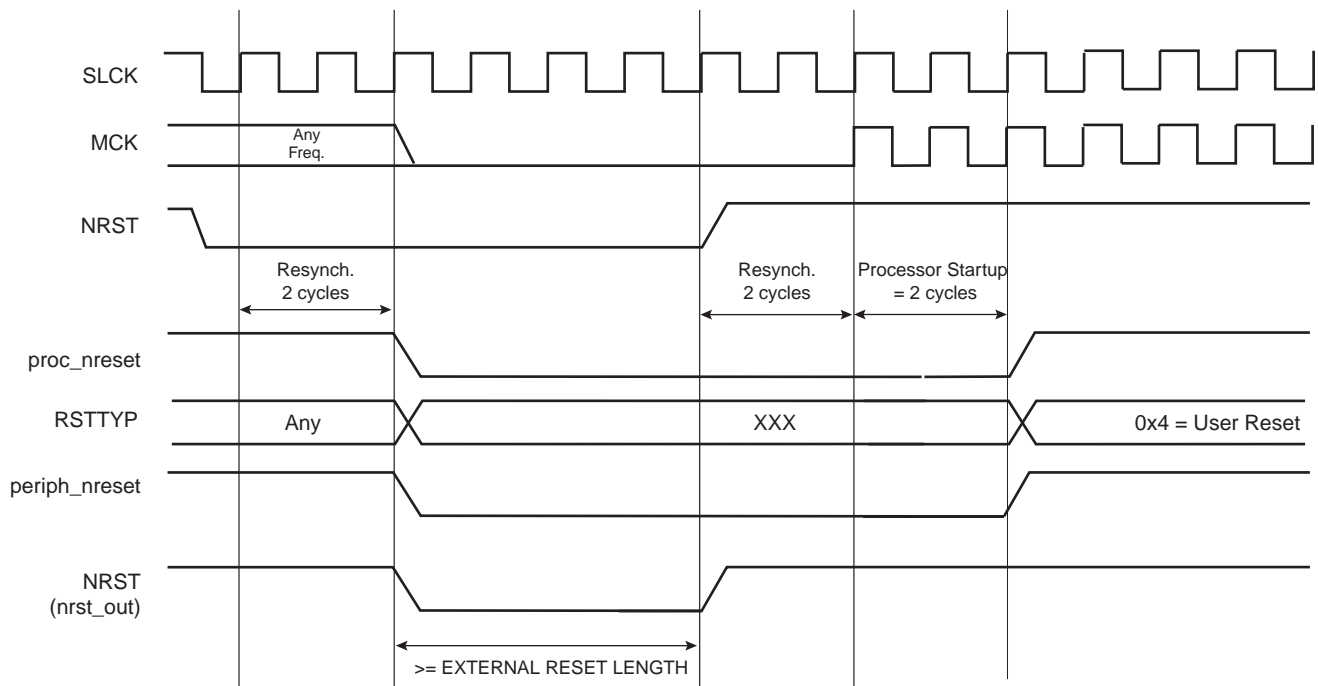 SLCK
MCK
Any
Freq.
NRST
Resynch.
2 cycles
Resynch.
2 cycles
Processor Startup
= 2 cycles
proc_nreset
RSTTYP
Any
XXX
0x4 = User Reset
periph_nreset
NRST
(nrst_out)
>= EXTERNAL RESET LENGTH